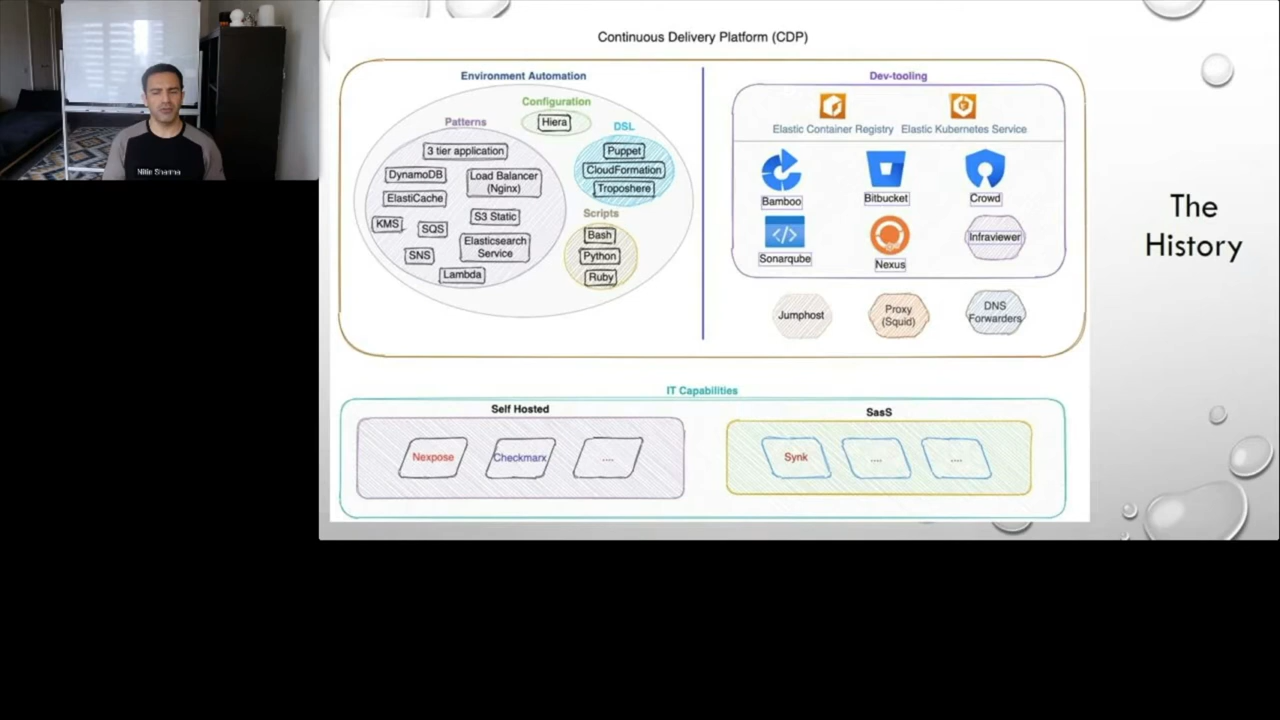 Nitin Sharma
Continuous Delivery Platform (CDP)
Environment Automation
Configuration
Hiera
Patterns
3 tier application
DynamoDB
Load Balancer
(Nginx)
ElastiCache
KMS
SQS
S3 Static
SNS
Elasticsearch
Service
Lambda
DSL
Puppet
CloudFormation
Troposhere
Scripts
Bash
Python
Ruby
Dev-tooling
Elastic Container Registry
Elastic Kubernetes Service
Bamboo
Bitbucket
Crowd
</>
Sonarqube
Nexus
Infraviewer
Jumphost
Proxy
(Squid)
DNS
Forwarders
The
History
IT Capabilities
Self Hosted
Nexpose
Checkmarx
....
SasS
Synk
....
....